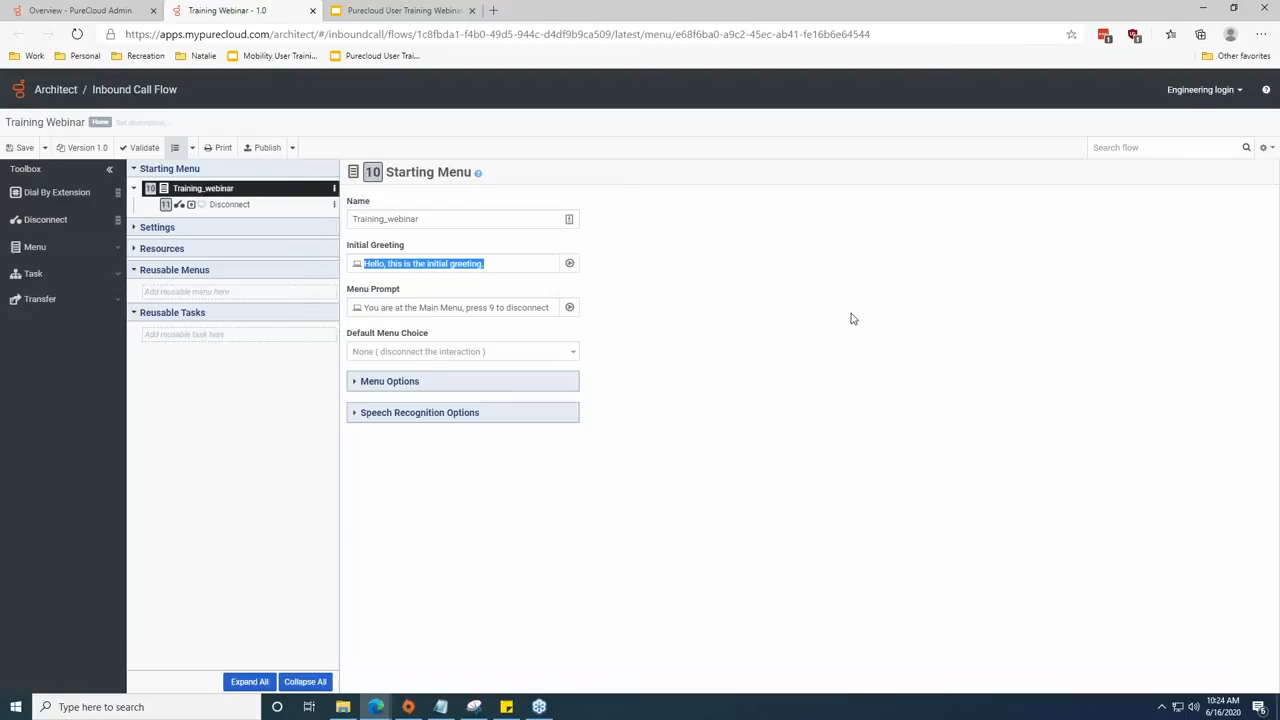 Overview - PureCloud Admin
Training Webinar - 1.0
Purecloud User Training Webinar
https://apps.mypurecloud.com/architect/#/inboundcall/flows/1c8fbda1-f4b0-49d5-944c-d4df9b9ca509/latest/menu/e68f6ba0-a9c2-45ec-ab41-fe16b6e64544
Work
Personal
Recreation
Natalie
Mobility User Traini...
Purecloud User Trai...
Other favorites
Architect / Inbound Call Flow
Engineering login
Training Webinar Home Set description...
Save
Version 1.0
Validate
Print
Publish
Search flow
Toolbox
Dial By Extension
Disconnect
Menu
Task
Transfer
Starting Menu
10 Training_webinar
11 Disconnect
Settings
Resources
Reusable Menus
Add reusable menu here
Reusable Tasks
Add reusable task here
Expand All
Collapse All
10 Starting Menu
Name
Training_webinar
Initial Greeting
Hello, this is the initial greeting.
Menu Prompt
You are at the Main Menu, press 9 to disconnect
Default Menu Choice
None ( disconnect the interaction )
Menu Options
Speech Recognition Options
Type here to search
10:24 AM
6/16/2020